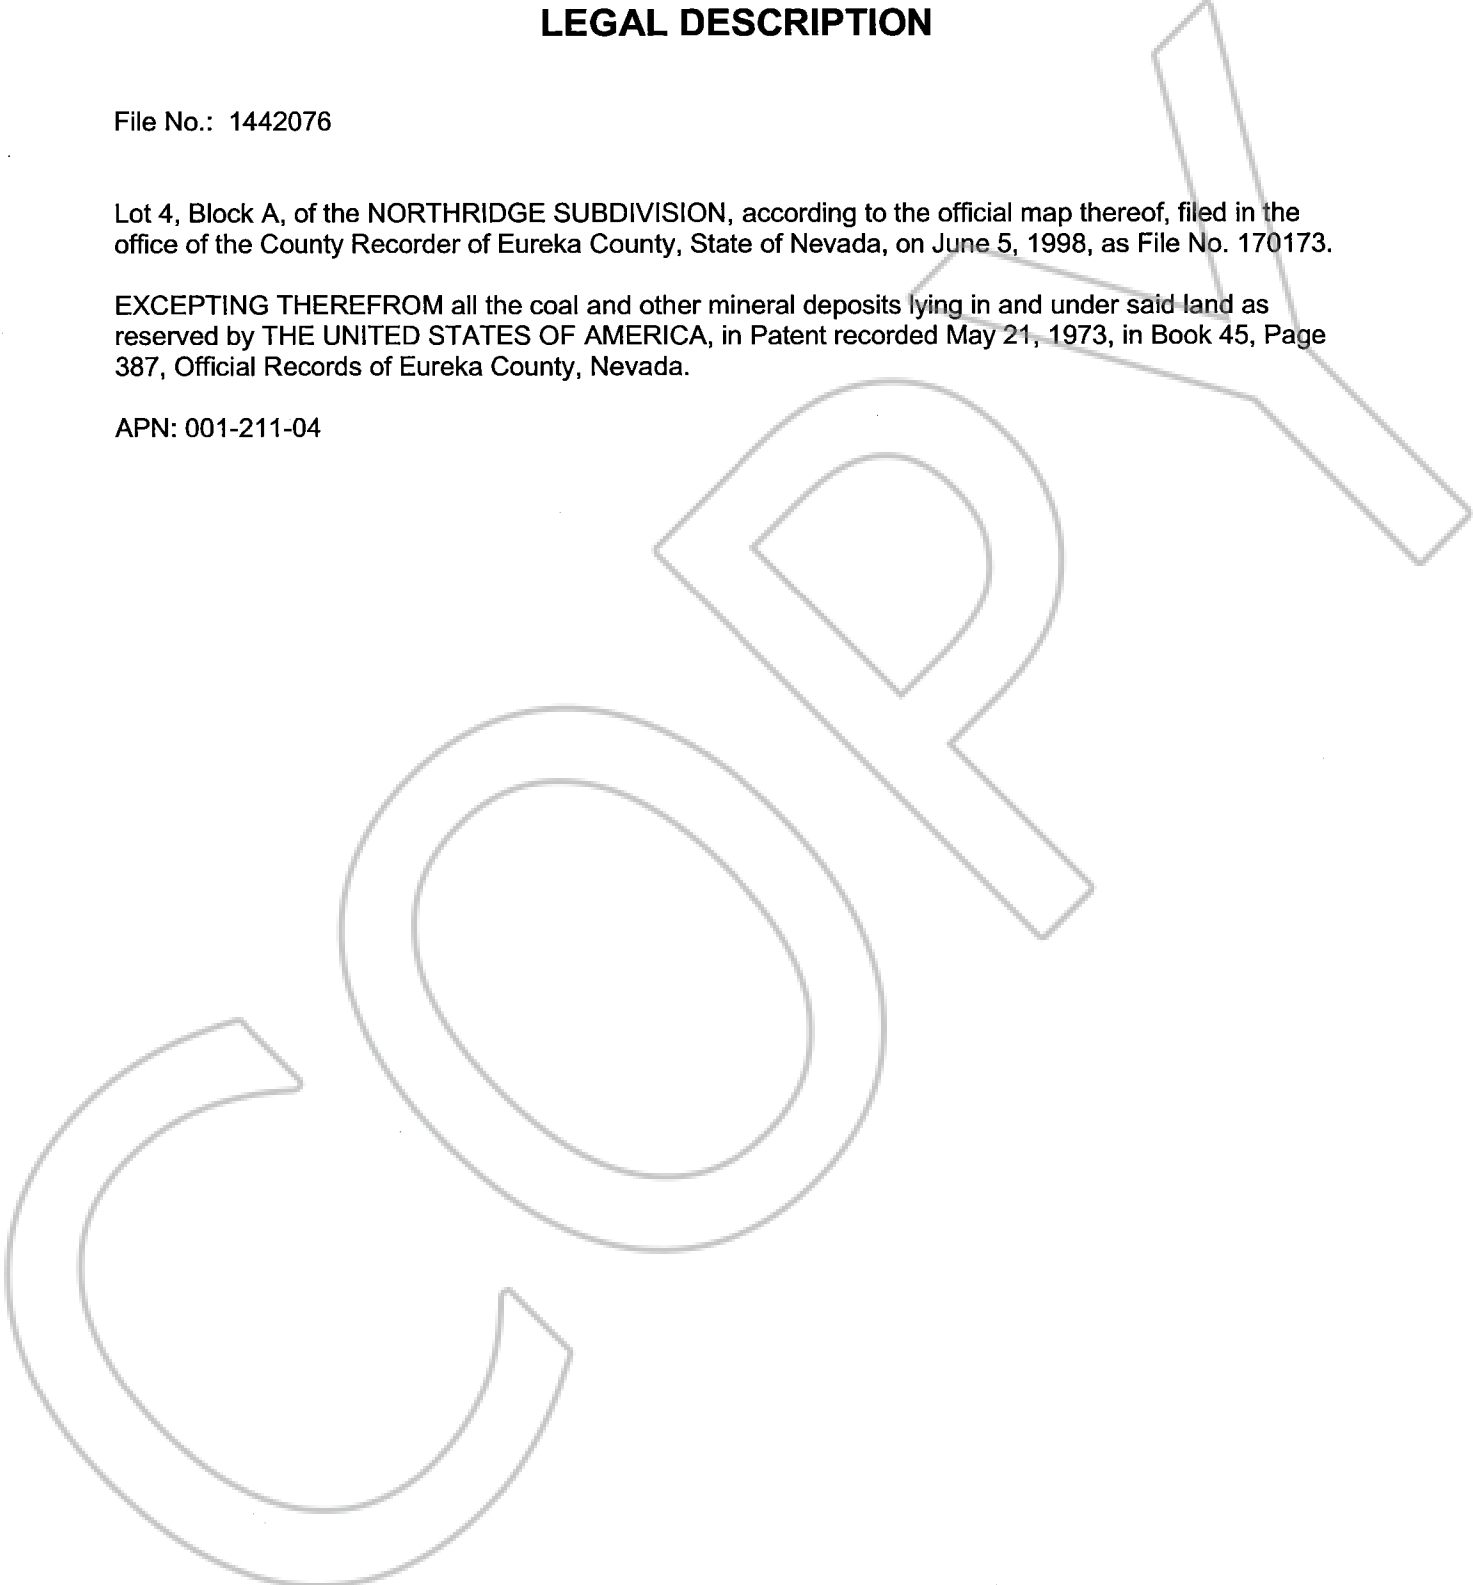 LEGAL DESCRIPTION
File No.: 1442076
Lot 4, Block A, of the NORTHRIDGE SUBDIVISION, according to the official map thereof, filed in the
office of the County Recorder of Eureka County, State of Nevada, on June 5, 1998, as File No. 170173.
EXCEPTING THEREFROM all the coal and other mineral deposits lying in and under said land as
reserved by THE UNITED STATES OF AMERICA, in Patent recorded May 21, 1973, in Book 45, Page
387, Official Records of Eureka County, Nevada.
APN: 001-211-04
COPY